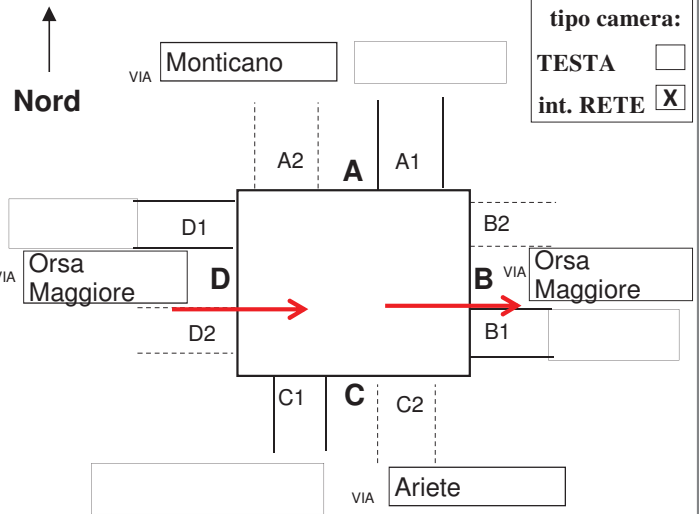 tipo camera:
TESTA
int. RETE X
Nord
VIA Monticano
A2 A A1
D1 B2
VIA Orsa Maggiore D B VIA Orsa Maggiore
D2 B1
C1 C C2
VIA Ariete